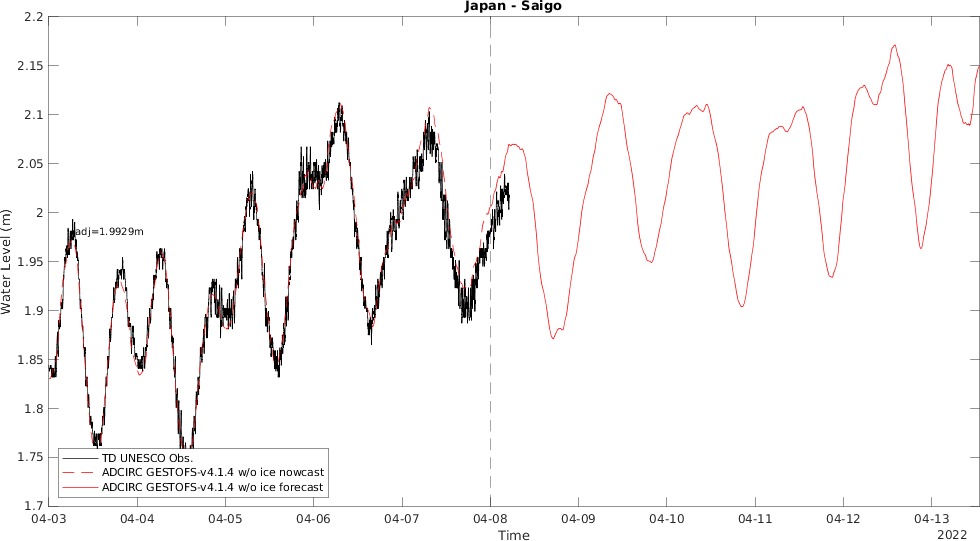 Japan - Saigo
2.2
2.15
2.1
2.05
2
1.95
1.9
1.85
1.8
1.75
1.7
Water Level (m)
adj=1.9929m
TD UNESCO Obs.
ADCIRC GESTOFS-v4.1.4 w/o ice nowcast
ADCIRC GESTOFS-v4.1.4 w/o ice forecast
04-03 04-04 04-05 04-06 04-07 04-08 04-09 04-10 04-11 04-12 04-13
Time
2022